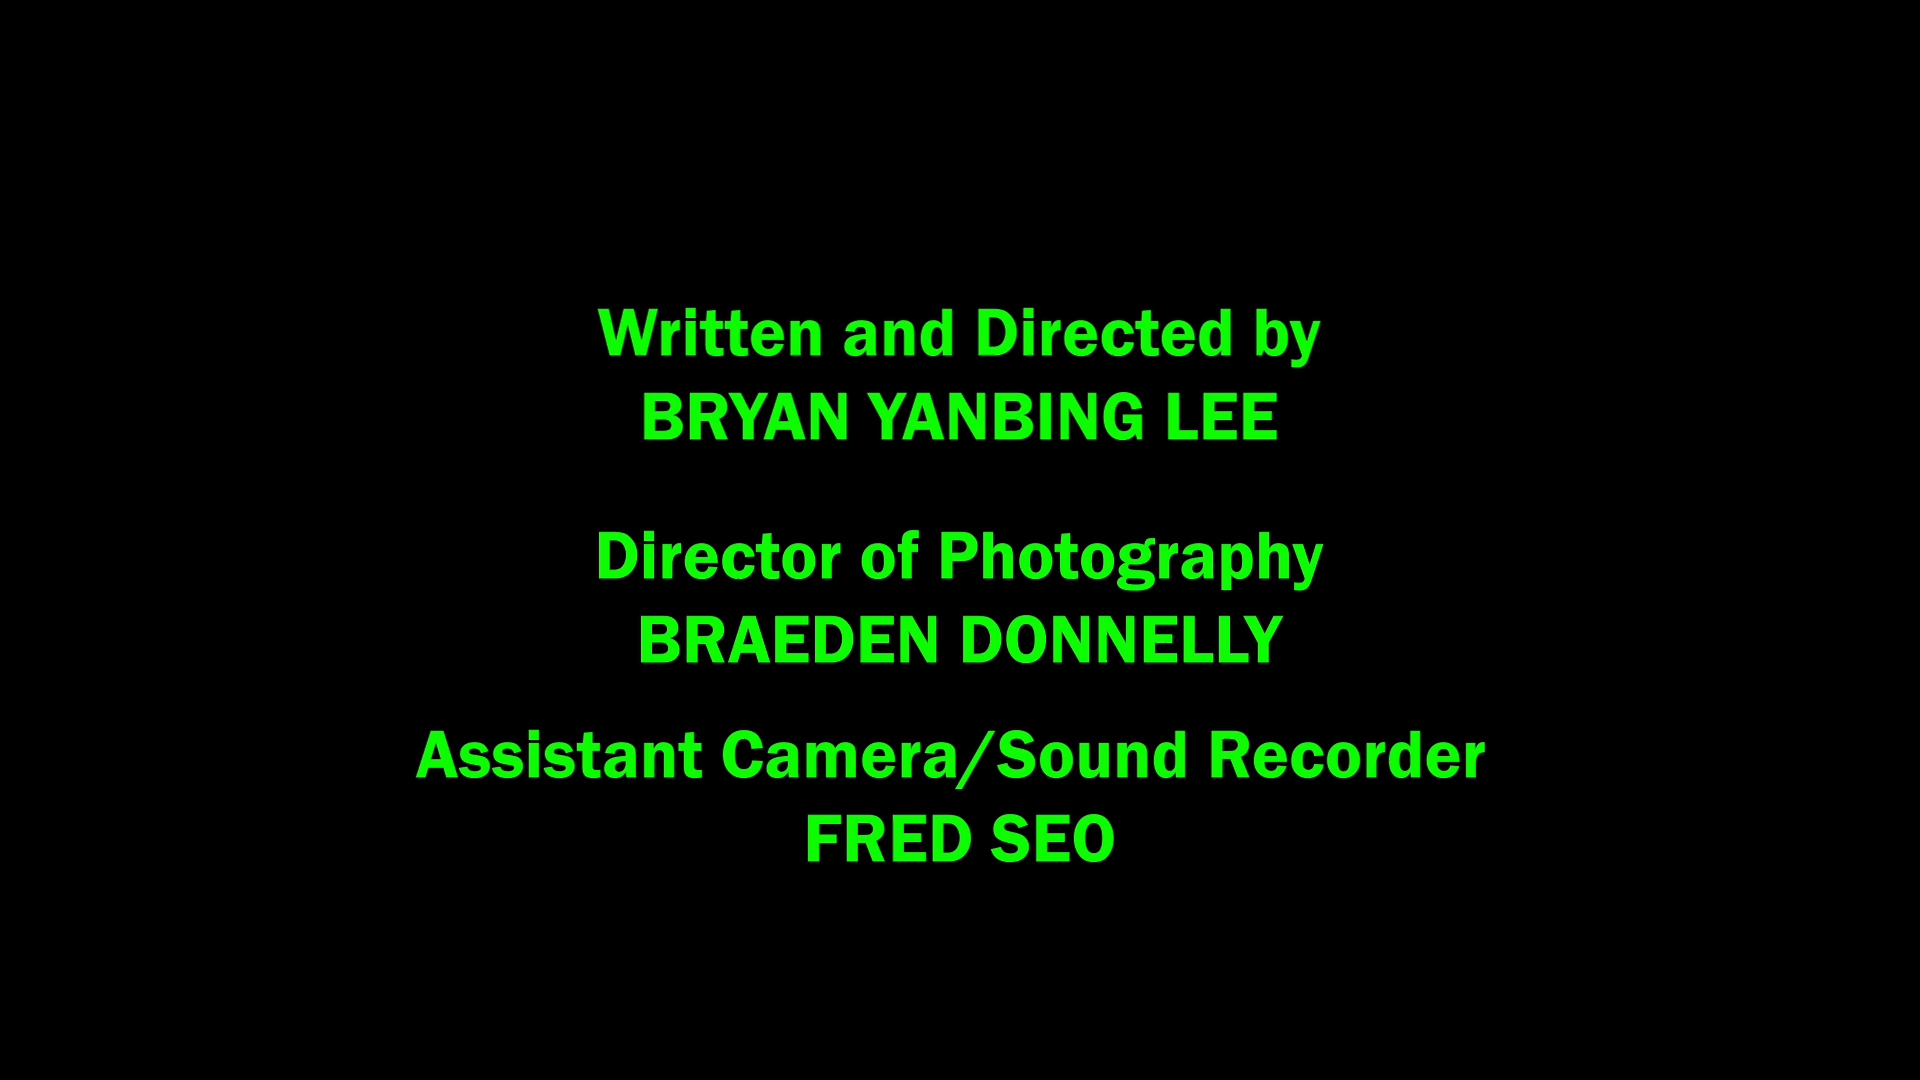 Written and Directed by
BRYAN YANBING LEE
Director of Photography
BRAEDEN DONNELLY
Assistant Camera/Sound Recorder
FRED SEO